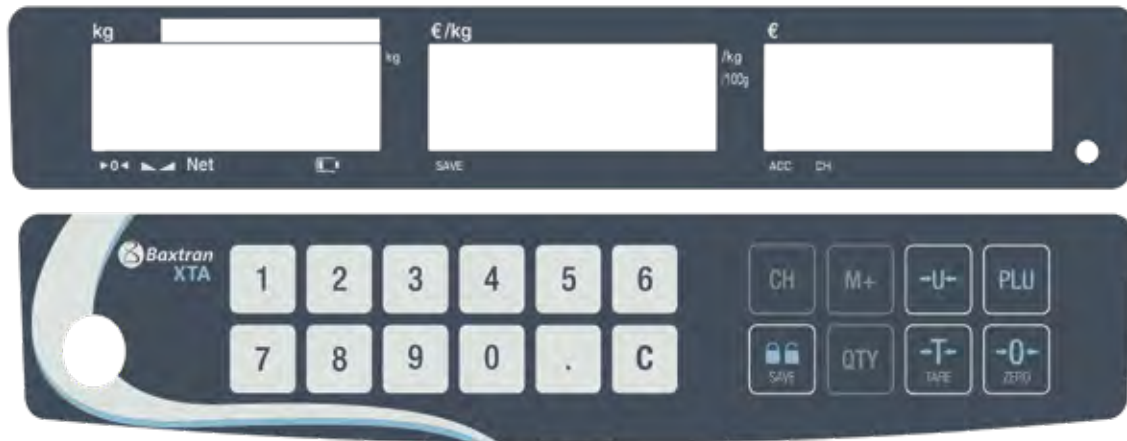 kg €/kg €
kg /kg
/100g
►0◄ Net SAVE ACC CH
Baxtran
XTA
1 2 3 4 5 6 CH M+ →U← PLU
7 8 9 0 . C SAVE QTY →T← TARE →0← ZERO